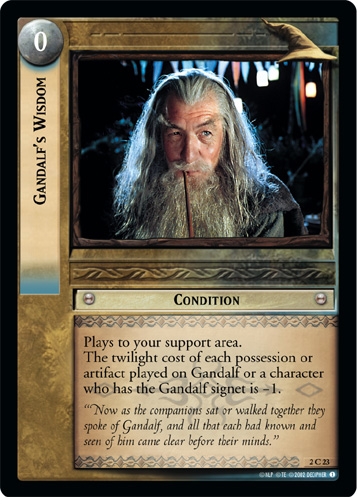 0
GANDALF'S WISDOM
CONDITION
Plays to your support area.
The twilight cost of each possession or
artifact played on Gandalf or a character
who has the Gandalf signet is –1.
"'Now as the companions sat or walked together they
spoke of Gandalf, and all that each had known and
seen of him came clear before their minds.'"
2 C 23
©NLP ™TE ©2002 DECIPHER 1